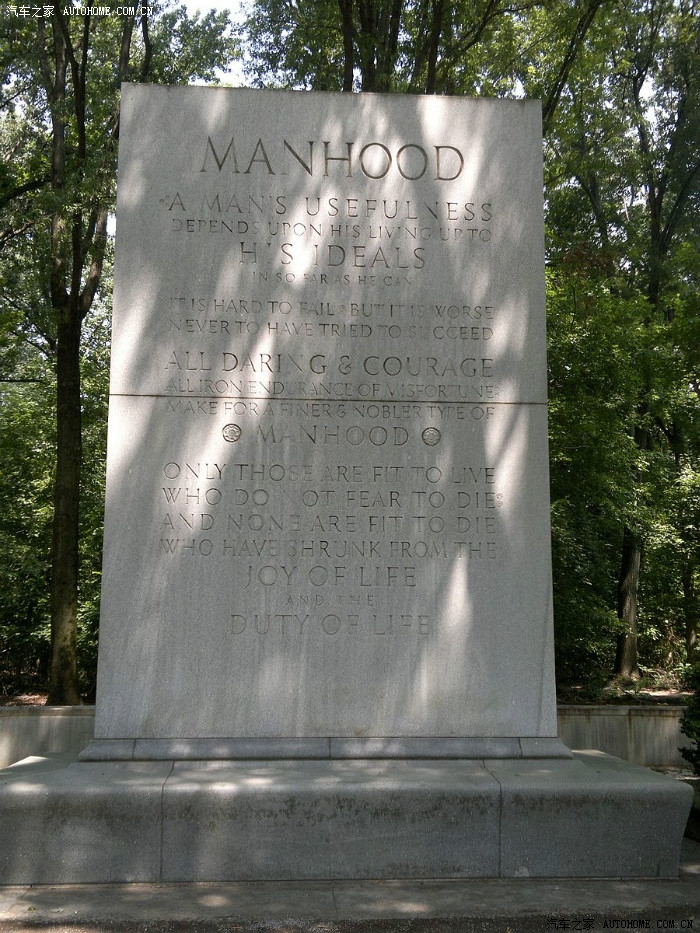 汽车之家 AUTOHOME.COM.CN
MANHOOD
A MAN'S USEFULNESS
DEPENDS UPON HIS LIVING UP TO
HIS IDEALS
IN SO FAR AS HE CAN
IT IS HARD TO FAIL · BUT IT IS WORSE
NEVER TO HAVE TRIED TO SUCCEED
ALL DARING & COURAGE
ALL IRON ENDURANCE OF MISFORTUNE
MAKE FOR A FINER & NOBLER TYPE OF
MANHOOD
ONLY THOSE ARE FIT TO LIVE
WHO DO NOT FEAR TO DIE
AND NONE ARE FIT TO DIE
WHO HAVE SHRUNK FROM THE
JOY OF LIFE
AND THE
DUTY OF LIFE
汽车之家 AUTOHOME.COM.CN